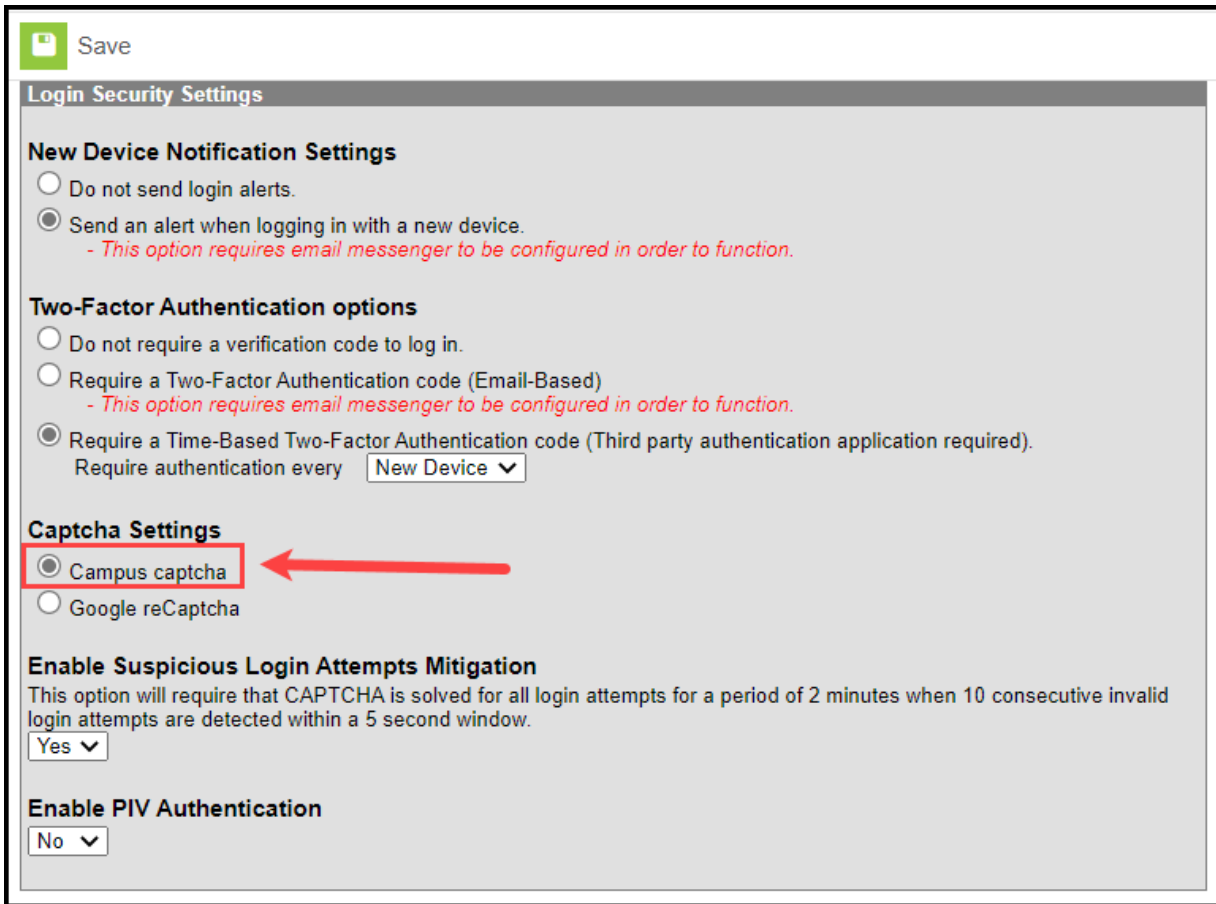 Save
Login Security Settings
New Device Notification Settings
Do not send login alerts.
Send an alert when logging in with a new device.
- This option requires email messenger to be configured in order to function.
Two-Factor Authentication options
Do not require a verification code to log in.
Require a Two-Factor Authentication code (Email-Based)
- This option requires email messenger to be configured in order to function.
Require a Time-Based Two-Factor Authentication code (Third party authentication application required).
Require authentication every New Device
Captcha Settings
Campus captcha
Google reCaptcha
Enable Suspicious Login Attempts Mitigation
This option will require that CAPTCHA is solved for all login attempts for a period of 2 minutes when 10 consecutive invalid
login attempts are detected within a 5 second window.
Yes
Enable PIV Authentication
No